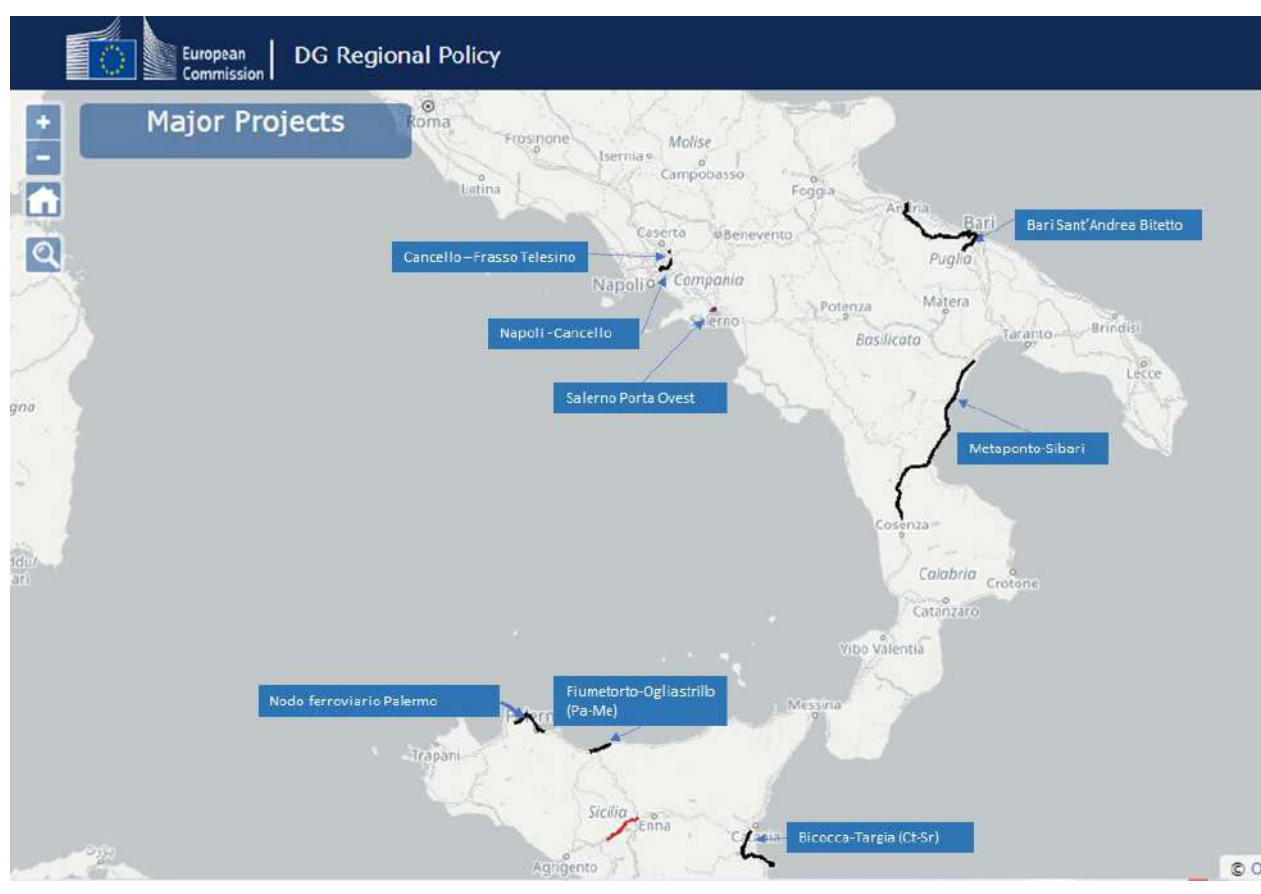 European
Commission
DG Regional Policy
+
Major Projects
-
Roma
Frosinone
Molise
Isernia
Campobasso
Latina
Foggia
Andria
Bari
Bari Sant'Andrea Bitetto
Caserta
Benevento
Puglia
Cancello – Frasso Telesino
Napoli
Campania
Potenza
Matera
Napoli - Cancello
Basilicata
Taranto
Brindisi
Lecce
Salerno Porta Ovest
Metaponto-Sibari
Cosenza
Calabria
Crotone
Catanzaro
Vibo Valentia
Nodo ferroviario Palermo
Fiumetorto-Ogliastrillo
(Pa-Me)
Messina
Trapani
Sicilia
Enna
Bicocca-Targia (Ct-Sr)
Agrigento
©